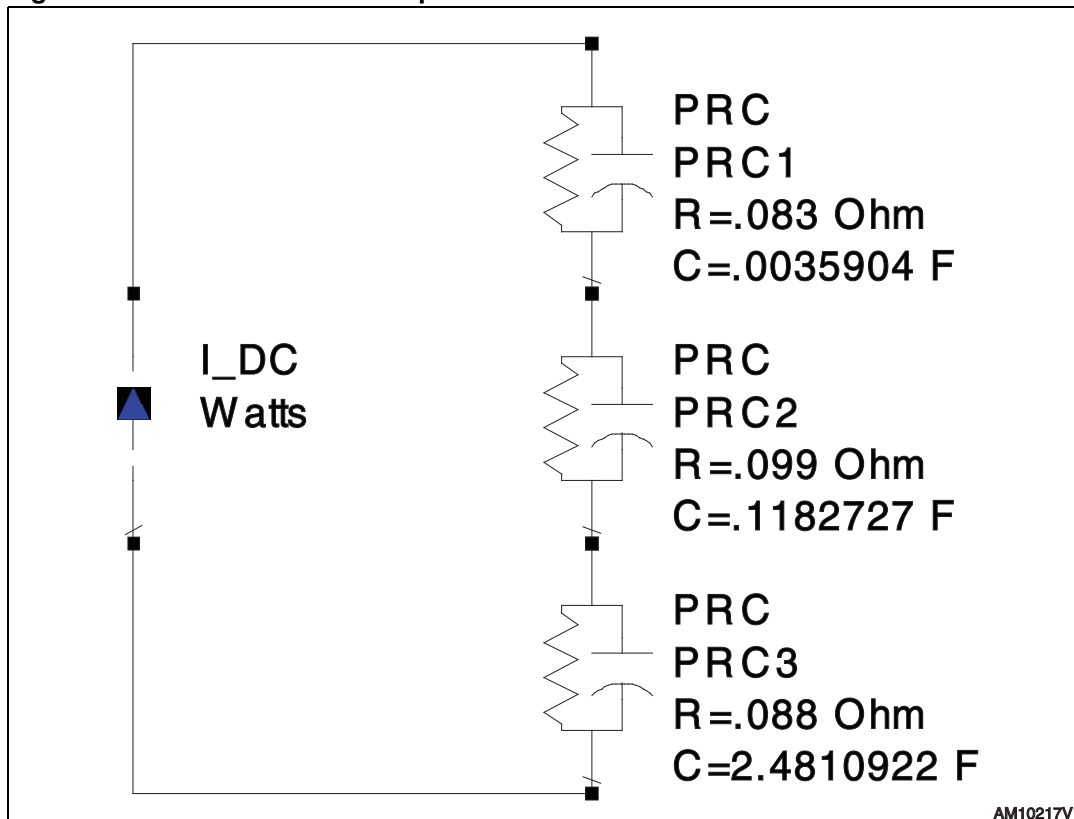 PRC
PRC1
R=.083 Ohm
C=.0035904 F
I_DC
Watts
PRC
PRC2
R=.099 Ohm
C=.1182727 F
PRC
PRC3
R=.088 Ohm
C=2.4810922 F
AM10217V